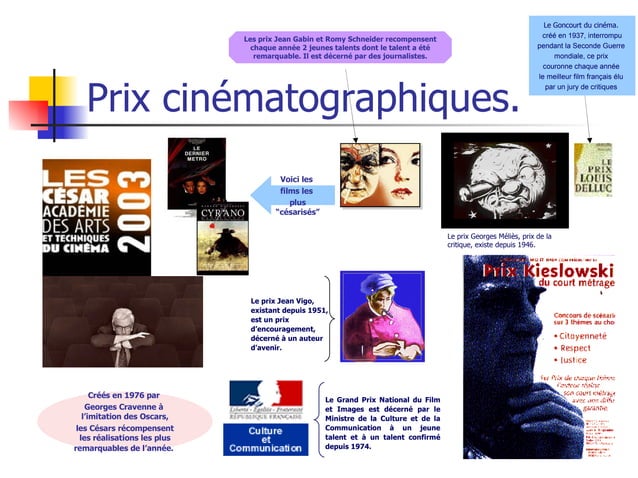 Les prix Jean Gabin et Romy Schneider recompensent
chaque année 2 jeunes talents dont le talent a été
remarquable. Il est décerné par des journalistes.
Le Goncourt du cinéma.
créé en 1937, interrompu
pendant la Seconde Guerre
mondiale, ce prix
couronne chaque année
le meilleur film français élu
par un jury de critiques
Prix cinématographiques.
LES
CÉSAR
ACADÉMIE
DES ARTS
ET TECHNIQUES
DU CINÉMA
2003
LE
DERNIER
METRO
CYRANO
Voici les
films les
plus
“césarisés”
LE
PRIX
LOUIS
DELLUC
Le prix Georges Méliès, prix de la
critique, existe depuis 1946.
Le prix Jean Vigo,
existant depuis 1951,
est un prix
d’encouragement,
décerné à un auteur
d’avenir.
Prix Kieslowski
du court métrage
Concours de scénario
sur 3 thèmes au cho
• Citoyenneté
• Respect
• Justice
Créés en 1976 par
Georges Cravenne à
l’imitation des Oscars,
les Césars récompensent
les réalisations les plus
remarquables de l’année.
Liberté • Égalité • Fraternité
RÉPUBLIQUE FRANÇAISE
Culture
et
Communication
Le Grand Prix National du Film
et Images est décerné par le
Ministre de la Culture et de la
Communication à un jeune
talent et à un talent confirmé
depuis 1974.